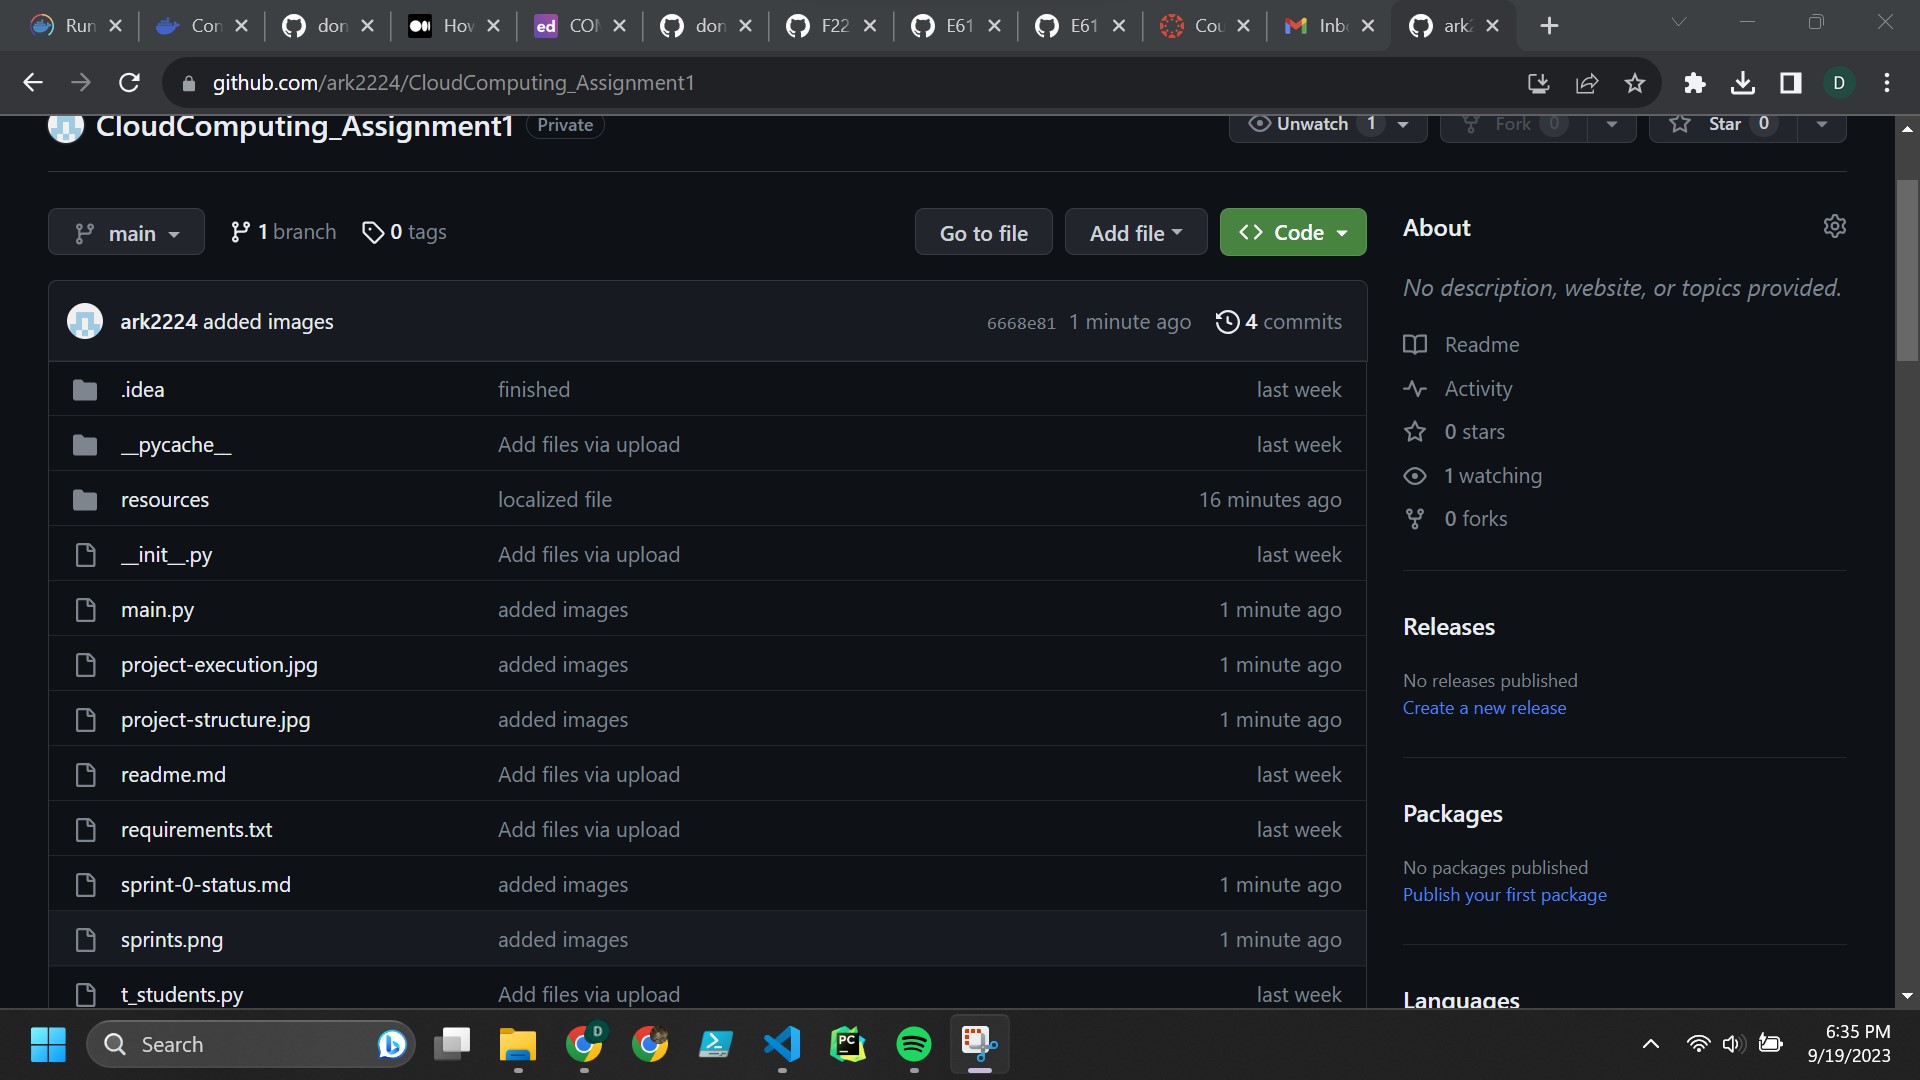 Run
Con
don
Hov
ed COM
don
F22
E61
E61
Cou
Inbo
ark2
github.com/ark2224/CloudComputing_Assignment1
D
CloudComputing_Assignment1 Private
Unwatch 1
Fork 0
Star 0
main
1 branch
0 tags
Go to file
Add file
Code
ark2224 added images
6668e81 1 minute ago
4 commits
.idea finished last week
__pycache__ Add files via upload last week
resources localized file 16 minutes ago
__init__.py Add files via upload last week
main.py added images 1 minute ago
project-execution.jpg added images 1 minute ago
project-structure.jpg added images 1 minute ago
readme.md Add files via upload last week
requirements.txt Add files via upload last week
sprint-0-status.md added images 1 minute ago
sprints.png added images 1 minute ago
t_students.py Add files via upload last week
About
No description, website, or topics provided.
Readme
Activity
0 stars
1 watching
0 forks
Releases
No releases published
Create a new release
Packages
No packages published
Publish your first package
Languages
Search
D
PC
6:35 PM
9/19/2023